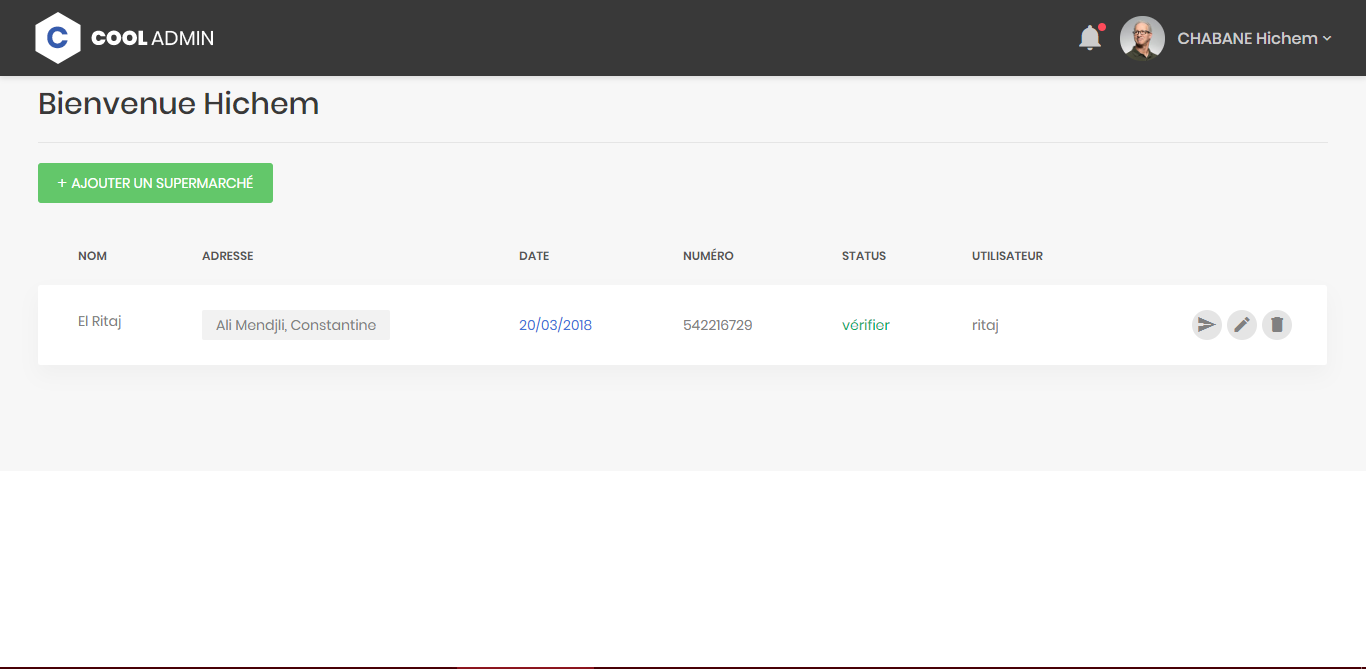 C COOL ADMIN
CHABANE Hichem
Bienvenue Hichem
+ AJOUTER UN SUPERMARCHÉ
NOM ADRESSE DATE NUMÉRO STATUS UTILISATEUR
El Ritaj Ali Mendjli, Constantine 20/03/2018 542216729 vérifier ritaj